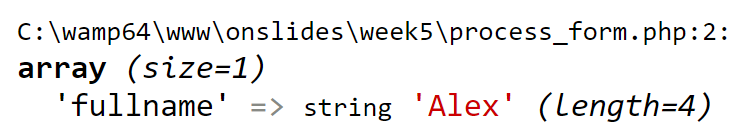 C:\wamp64\www\onslides\week5\process_form.php:2:
array (size=1)
'fullname' => string 'Alex' (length=4)